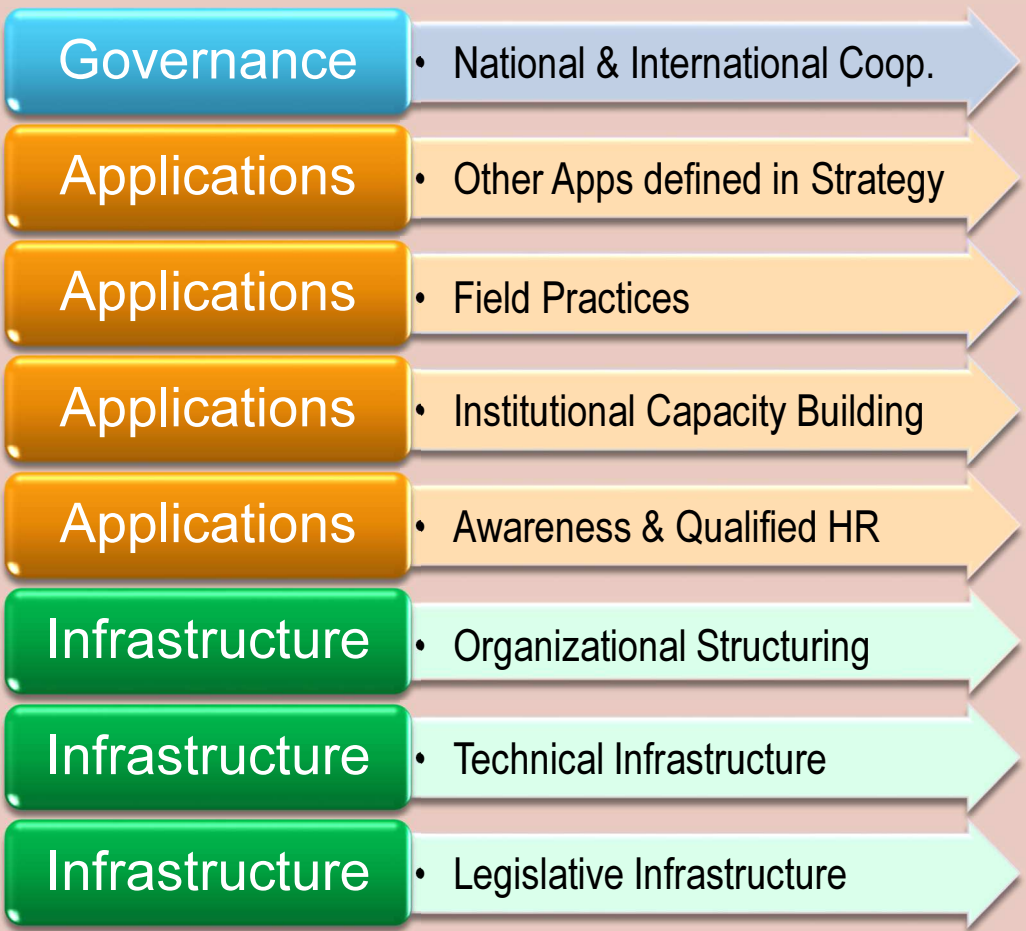 Governance
• National & International Coop.
Applications
• Other Apps defined in Strategy
Applications
• Field Practices
Applications
• Institutional Capacity Building
Applications
• Awareness & Qualified HR
Infrastructure
• Organizational Structuring
Infrastructure
• Technical Infrastructure
Infrastructure
• Legislative Infrastructure